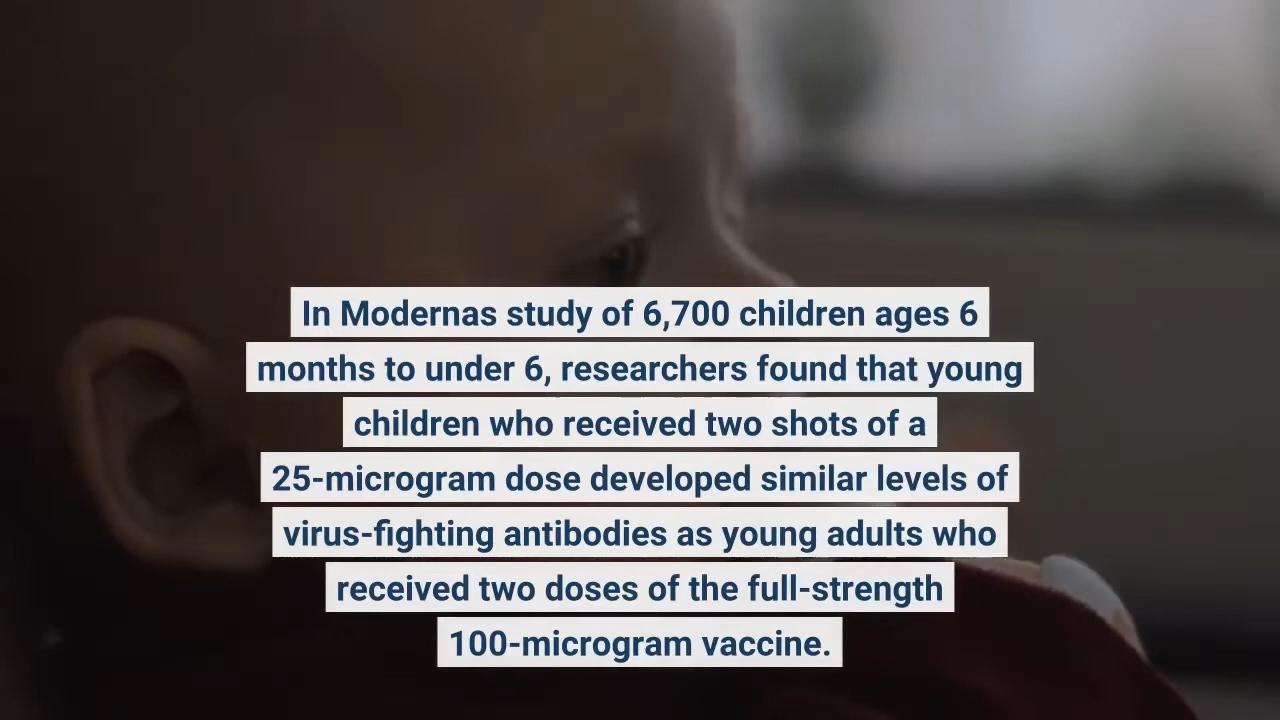 In Modernas study of 6,700 children ages 6
months to under 6, researchers found that young
children who received two shots of a
25-microgram dose developed similar levels of
virus-fighting antibodies as young adults who
received two doses of the full-strength
100-microgram vaccine.